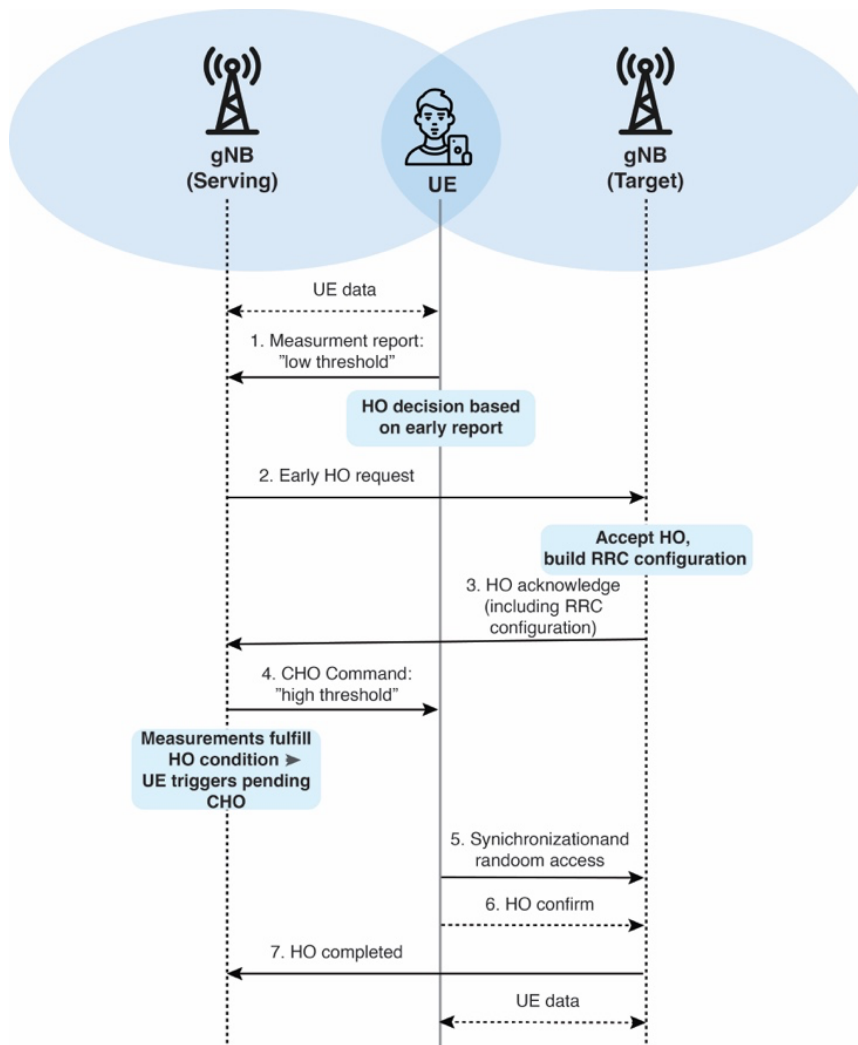 gNB
(Serving)
UE
gNB
(Target)
UE data
1. Measurment report:
”low threshold”
HO decision based
on early report
2. Early HO request
Accept HO,
build RRC configuration
3. HO acknowledge
(including RRC
configuration)
4. CHO Command:
”high threshold”
Measurements fulfill
HO condition ➤
UE triggers pending
CHO
5. Synichronizationand
randoom access
6. HO confirm
7. HO completed
UE data